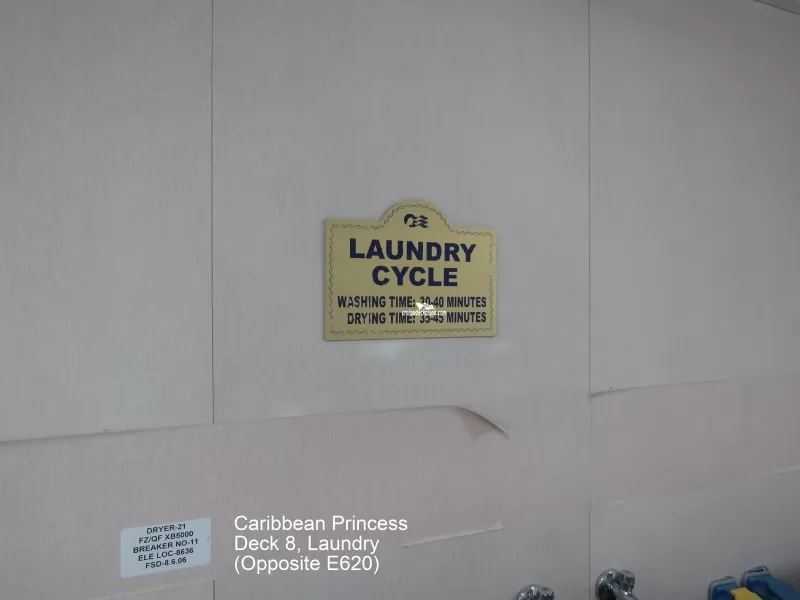 LAUNDRY
CYCLE
WASHING TIME: 30-40 MINUTES
DRYING TIME: 35-45 MINUTES
DRYER-21
FZ/QF XB5000
BREAKER NO-11
ELE LOC-8636
FSD-8.6.06
Caribbean Princess
Deck 8, Laundry
(Opposite E620)